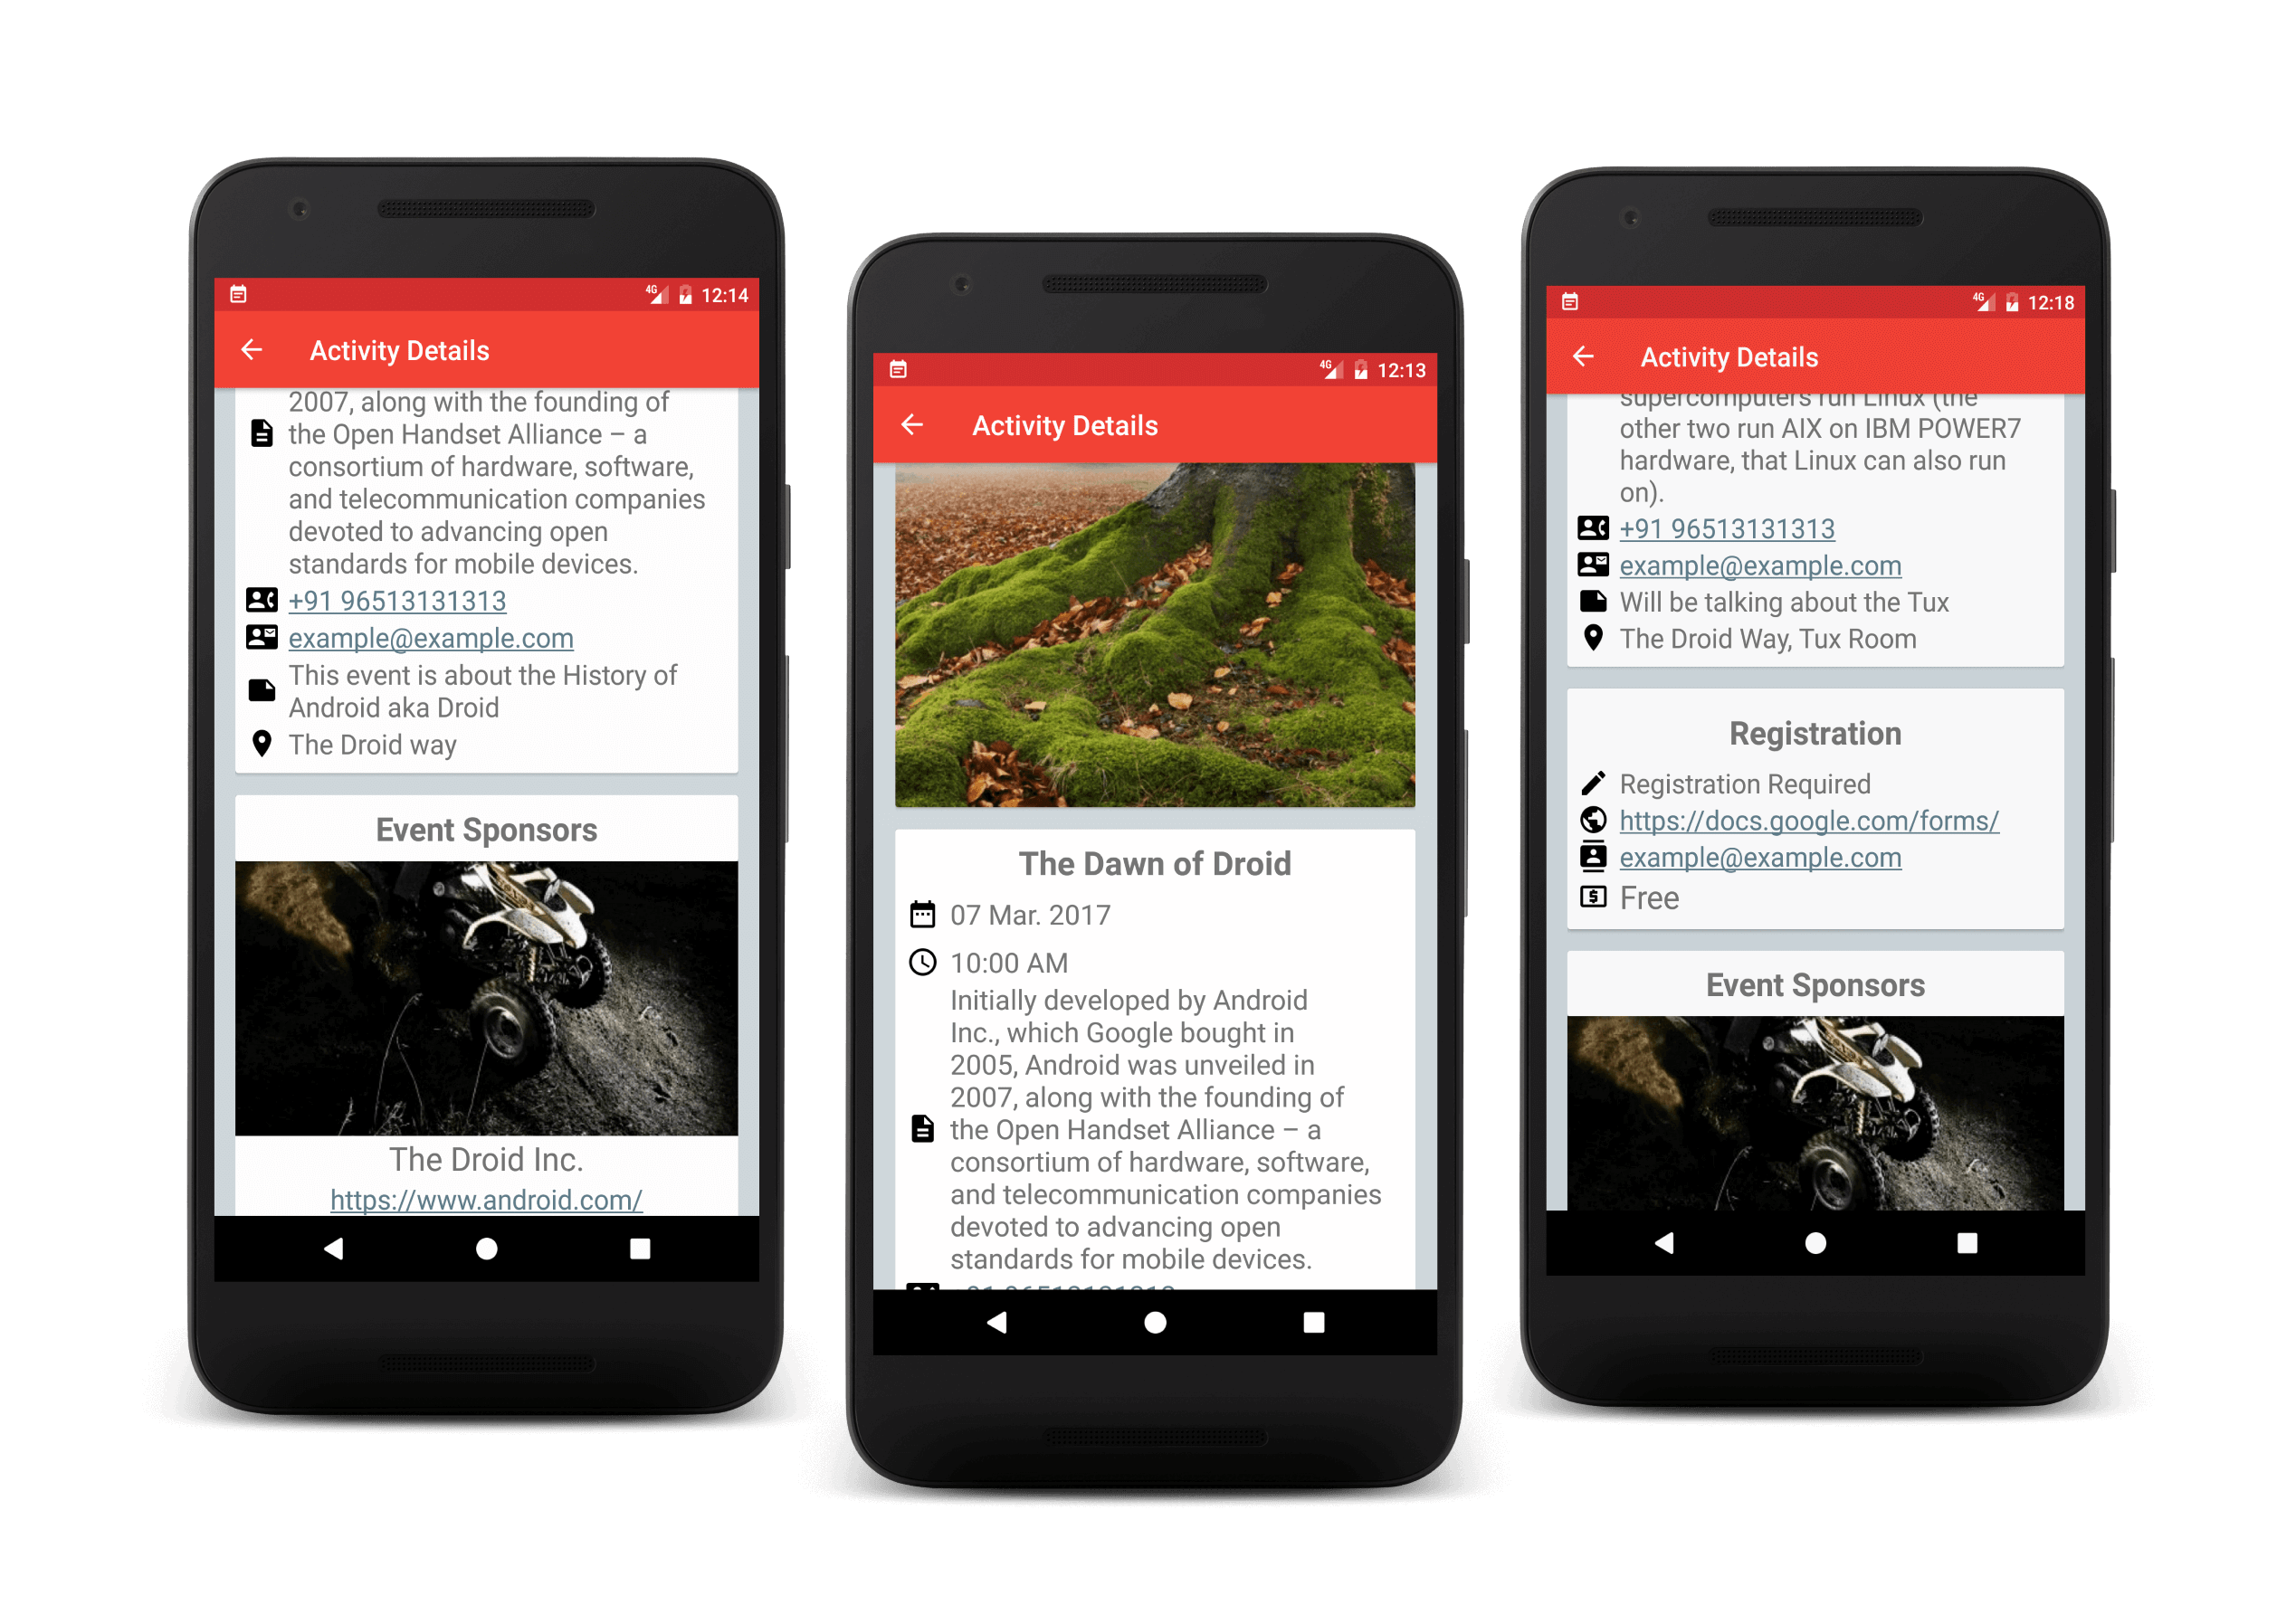 4G 12:14
Activity Details
2007, along with the founding of
the Open Handset Alliance – a
consortium of hardware, software,
and telecommunication companies
devoted to advancing open
standards for mobile devices.
+91 96513131313
example@example.com
This event is about the History of
Android aka Droid
The Droid way
Event Sponsors
The Droid Inc.
https://www.android.com/
4G 12:13
Activity Details
The Dawn of Droid
07 Mar. 2017
10:00 AM
Initially developed by Android
Inc., which Google bought in
2005, Android was unveiled in
2007, along with the founding of
the Open Handset Alliance – a
consortium of hardware, software,
and telecommunication companies
devoted to advancing open
standards for mobile devices.
4G 12:18
Activity Details
supercomputers run Linux (the
other two run AIX on IBM POWER7
hardware, that Linux can also run
on).
+91 96513131313
example@example.com
Will be talking about the Tux
The Droid Way, Tux Room
Registration
Registration Required
https://docs.google.com/forms/
example@example.com
Free
Event Sponsors